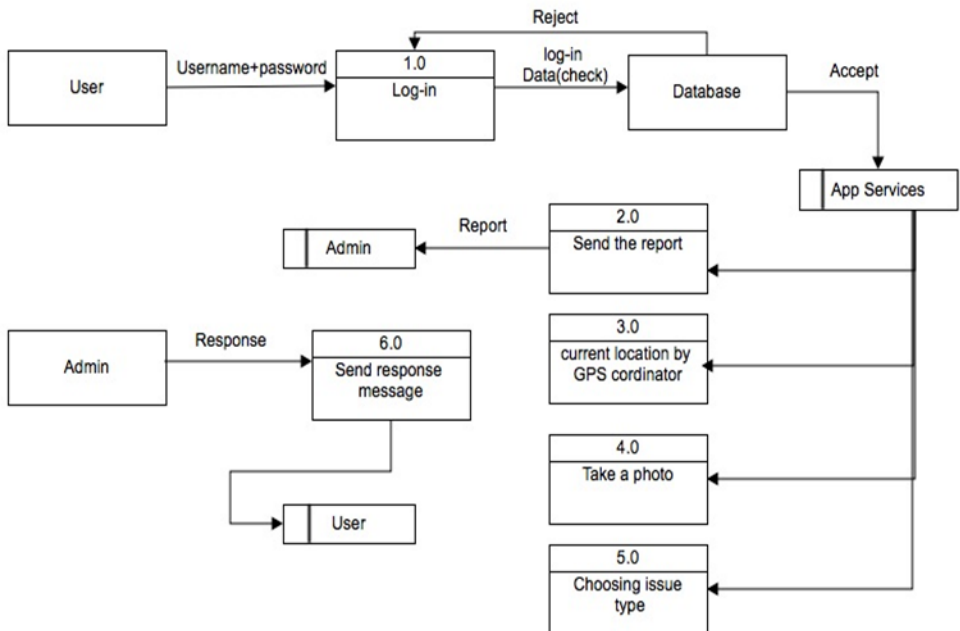 Reject
User
Username+password
1.0
Log-in
log-in
Data(check)
Database
Accept
App Services
Admin
Report
2.0
Send the report
3.0
current location by
GPS cordinator
Admin
Response
6.0
Send response
message
4.0
Take a photo
User
5.0
Choosing issue
type